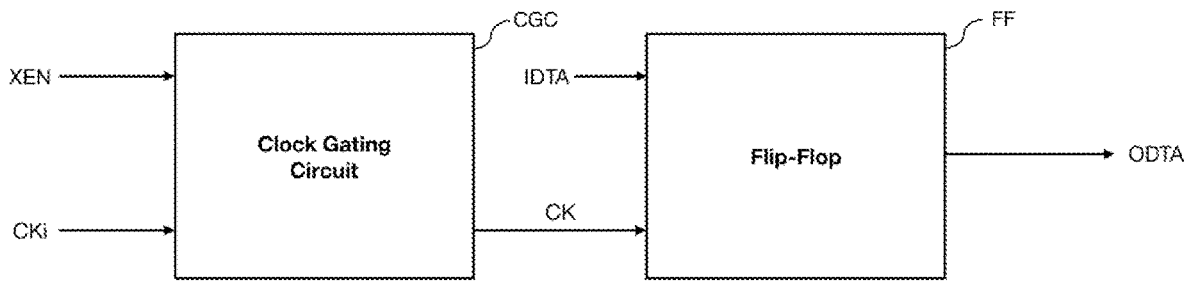 CGC
FF
XEN
IDTA
Clock Gating
Circuit
Flip-Flop
ODTA
CKi
CK